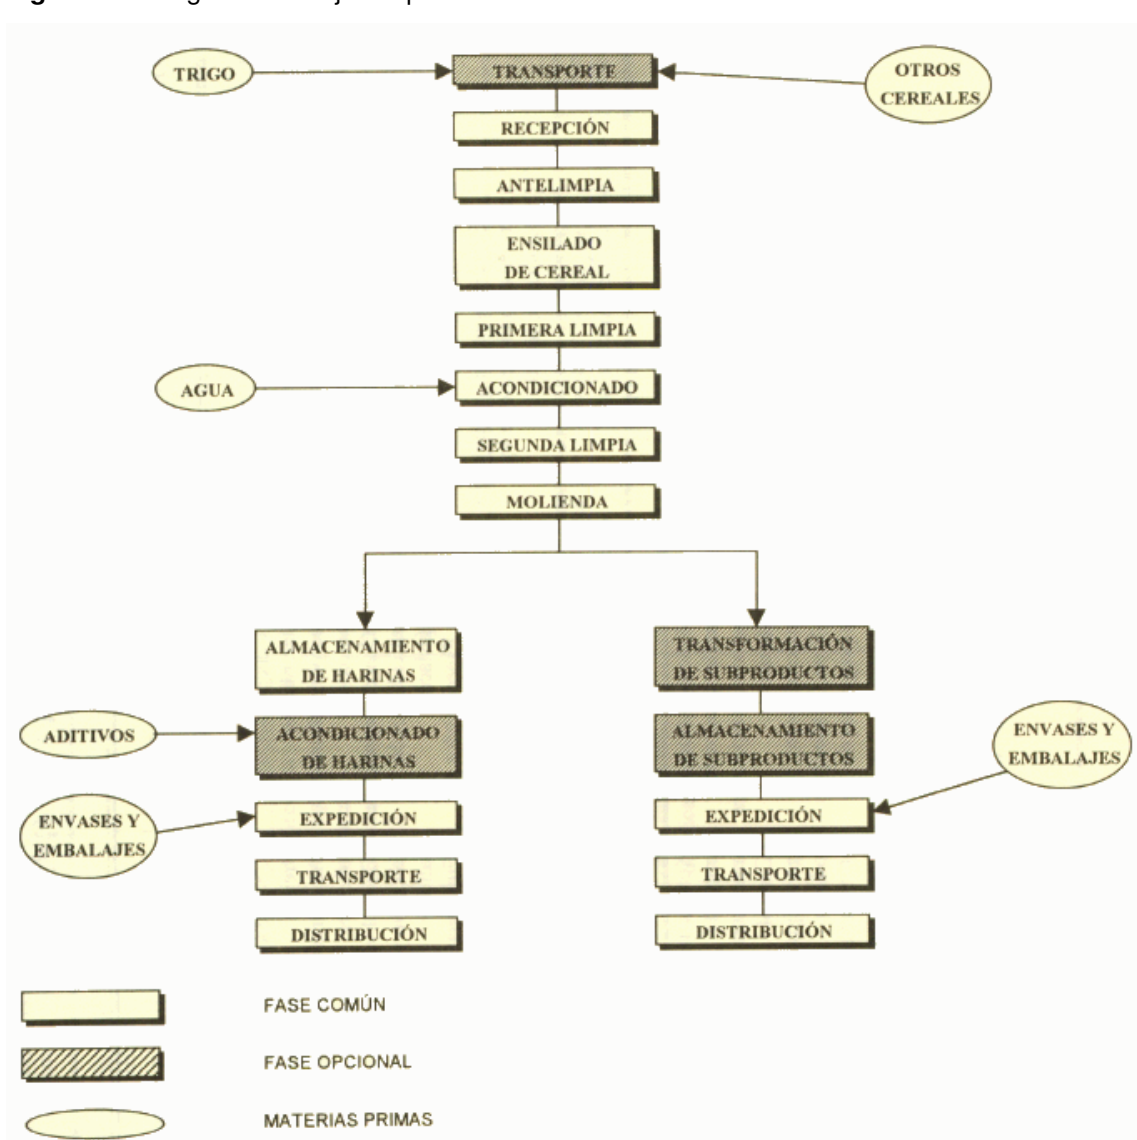 TRIGO
TRANSPORTE
OTROS
CEREALES
RECEPCIÓN
ANTELIMPIA
ENSILADO
DE CEREAL
PRIMERA LIMPIA
AGUA
ACONDICIONADO
SEGUNDA LIMPIA
MOLIENDA
ALMACENAMIENTO
DE HARINAS
TRANSFORMACIÓN
DE SUBPRODUCTOS
ADITIVOS
ACONDICIONADO
DE HARINAS
ALMACENAMIENTO
DE SUBPRODUCTOS
ENVASES Y
EMBALAJES
ENVASES Y
EMBALAJES
EXPEDICIÓN
EXPEDICIÓN
TRANSPORTE
TRANSPORTE
DISTRIBUCIÓN
DISTRIBUCIÓN
FASE COMÚN
FASE OPCIONAL
MATERIAS PRIMAS